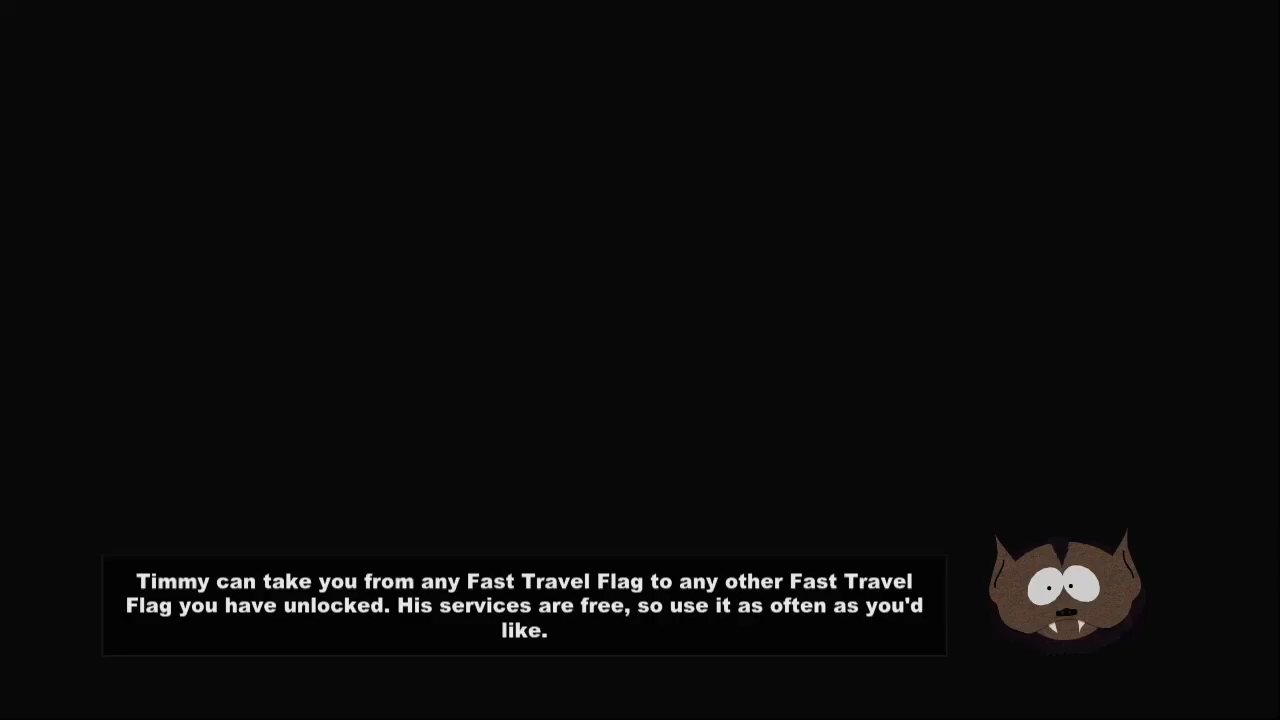 Timmy can take you from any Fast Travel Flag to any other Fast Travel
Flag you have unlocked. His services are free, so use it as often as you'd
like.